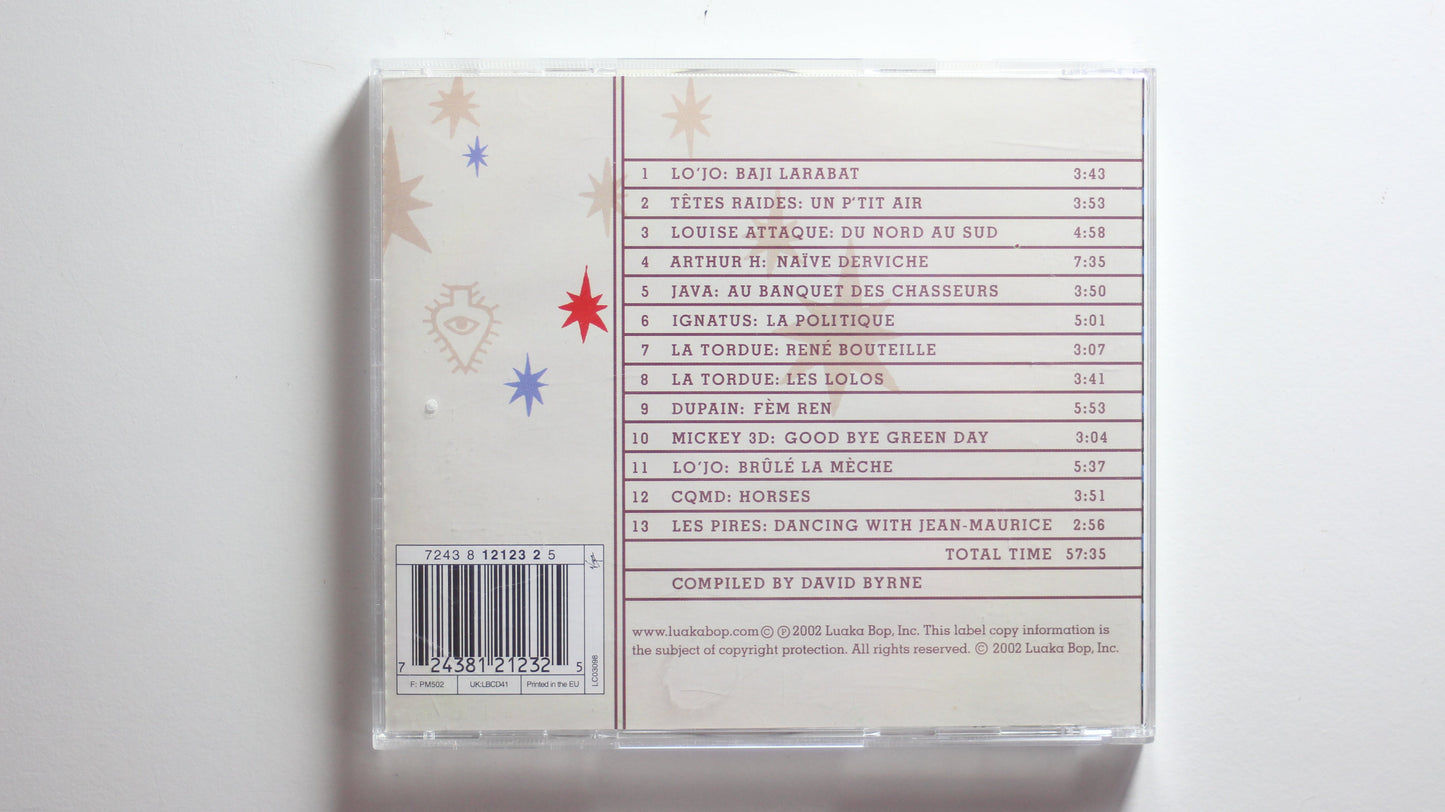 1 LO'JO: BAJI LARABAT 3:43
2 TÊTES RAIDES: UN P'TIT AIR 3:53
3 LOUISE ATTAQUE: DU NORD AU SUD 4:58
4 ARTHUR H: NAÏVE DERVICHE 7:35
5 JAVA: AU BANQUET DES CHASSEURS 3:50
6 IGNATUS: LA POLITIQUE 5:01
7 LA TORDUE: RENÉ BOUTEILLE 3:07
8 LA TORDUE: LES LOLOS 3:41
9 DUPAIN: FÈM REN 5:53
10 MICKEY 3D: GOOD BYE GREEN DAY 3:04
11 LO'JO: BRÛLÉ LA MÈCHE 5:37
12 CQMD: HORSES 3:51
13 LES PIRES: DANCING WITH JEAN-MAURICE 2:56
TOTAL TIME 57:35
COMPILED BY DAVID BYRNE
www.luakabop.com © ℗ 2002 Luaka Bop, Inc. This label copy information is
the subject of copyright protection. All rights reserved. © 2002 Luaka Bop, Inc.
7243 8 12123 2 5
Virgin
7 24381 21232 5
F: PM502 UK:LBCD41 Printed in the EU
LC03098